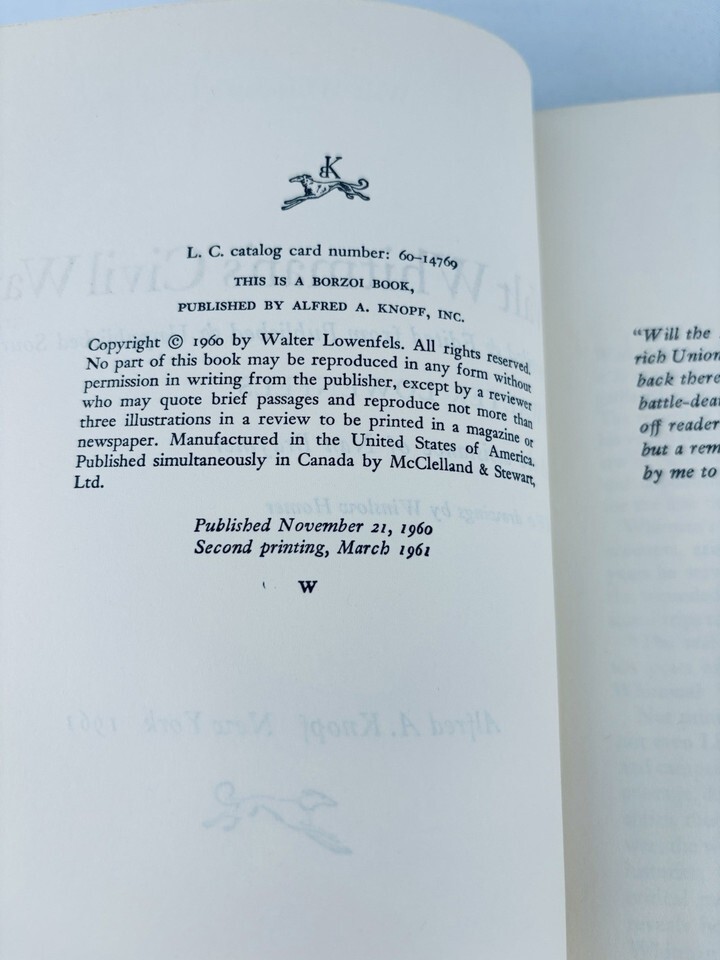 BK
L. C. catalog card number: 60–14769
THIS IS A BORZOI BOOK,
PUBLISHED BY ALFRED A. KNOPF, INC.
Copyright © 1960 by Walter Lowenfels. All rights reserved.
No part of this book may be reproduced in any form without
permission in writing from the publisher, except by a reviewer
who may quote brief passages and reproduce not more than
three illustrations in a review to be printed in a magazine or
newspaper. Manufactured in the United States of America.
Published simultaneously in Canada by McClelland & Stewart,
Ltd.
Published November 21, 1960
Second printing, March 1961
W
"Will the
rich Union
back there
battle-dea
off reader
but a rem
by me to